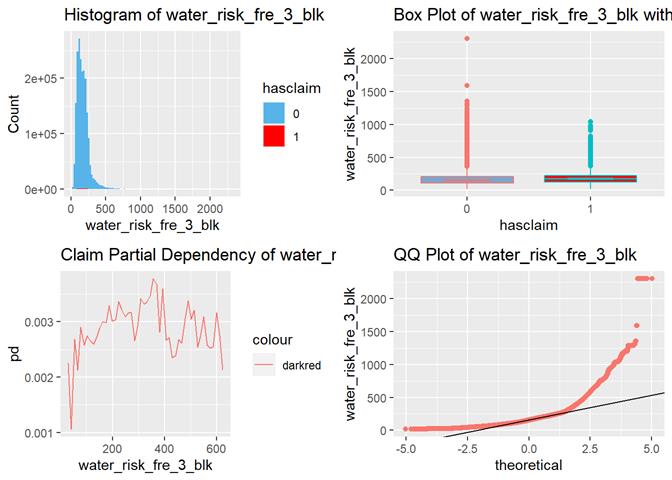 Histogram of water_risk_fre_3_blk
Count
2e+05
1e+05
0e+00
0 500 1000 1500 2000
water_risk_fre_3_blk
hasclaim
0
1
Box Plot of water_risk_fre_3_blk with
water_risk_fre_3_blk
2000
1500
1000
500
0
0 1
hasclaim
Claim Partial Dependency of water_r
pd
0.003
0.002
0.001
200 400 600
water_risk_fre_3_blk
colour
darkred
QQ Plot of water_risk_fre_3_blk
water_risk_fre_3_blk
2000
1500
1000
500
0
-5.0 -2.5 0.0 2.5 5.0
theoretical